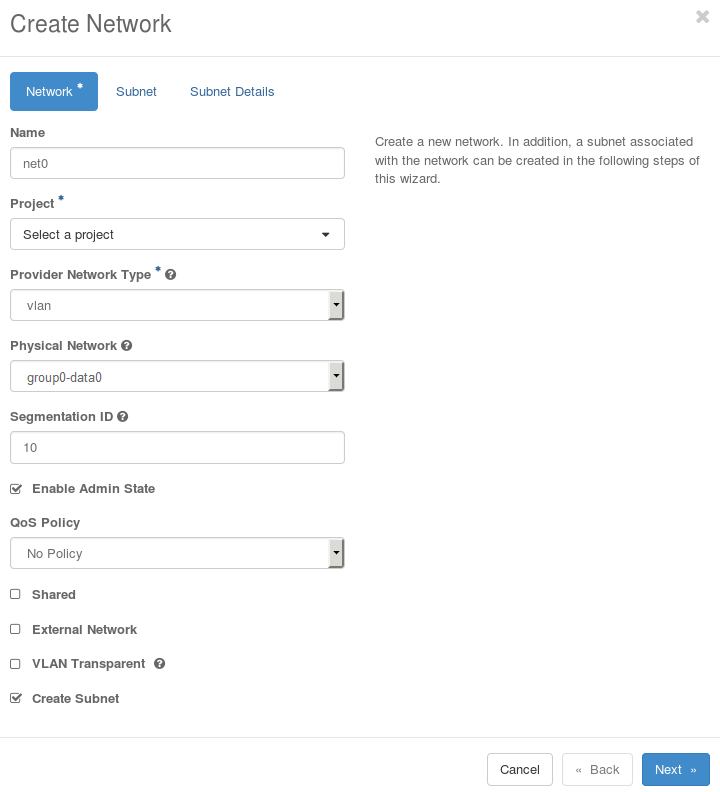 Create Network
Network *
Subnet
Subnet Details
Name
net0
Project *
Select a project
Provider Network Type *
vlan
Physical Network
group0-data0
Segmentation ID
10
Enable Admin State
QoS Policy
No Policy
Shared
External Network
VLAN Transparent
Create Subnet
Create a new network. In addition, a subnet associated
with the network can be created in the following steps of
this wizard.
Cancel
« Back
Next »